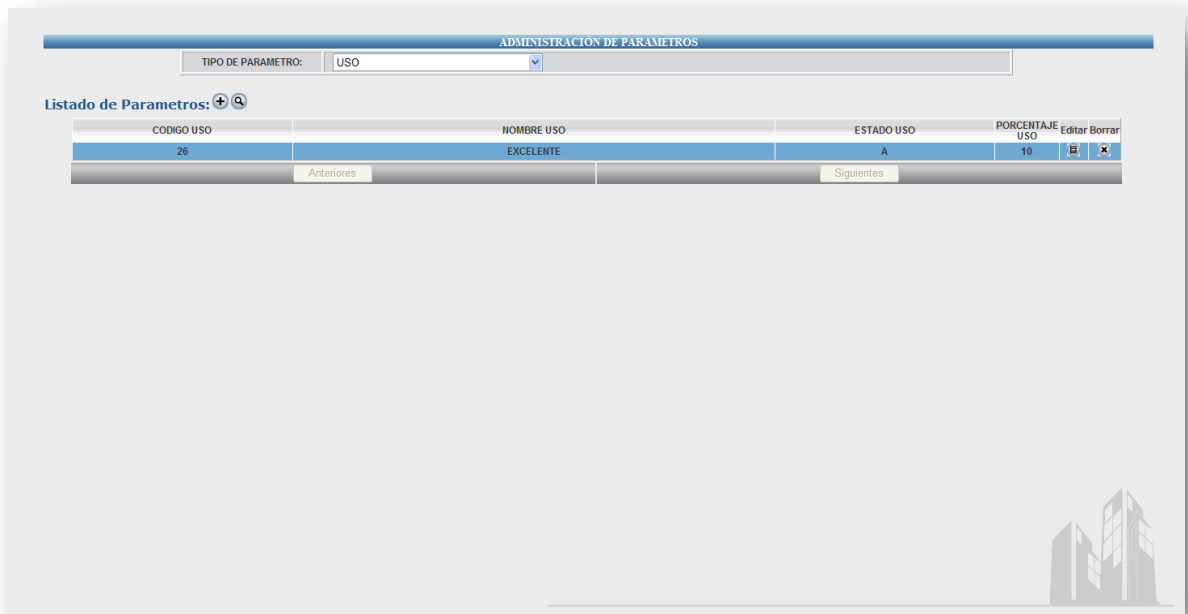 ADMINISTRACIÓN DE PARAMETROS
TIPO DE PARAMETRO: USO
Listado de Parametros:
CODIGO USO NOMBRE USO ESTADO USO PORCENTAJE USO Editar Borrar
26 EXCELENTE A 10
Anteriores Siguientes